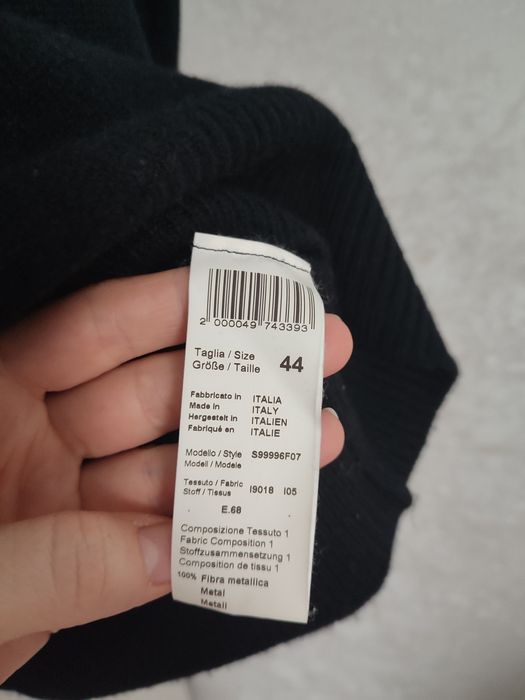 2 000049 743393
Taglia / Size
Größe / Taille 44
Fabbricato in ITALIA
Made in ITALY
Hergestelt in ITALIEN
Fabriqué en ITALIE
Modello / Style S99996F07
Modell / Modele
Tessuto / Fabric I9018 I05
Stoff / Tissus
E.68
Composizione Tessuto 1
Fabric Composition 1
Stoffzusammensetzung 1
Composition de tissu 1
100% Fibra metallica
Metal
Metall